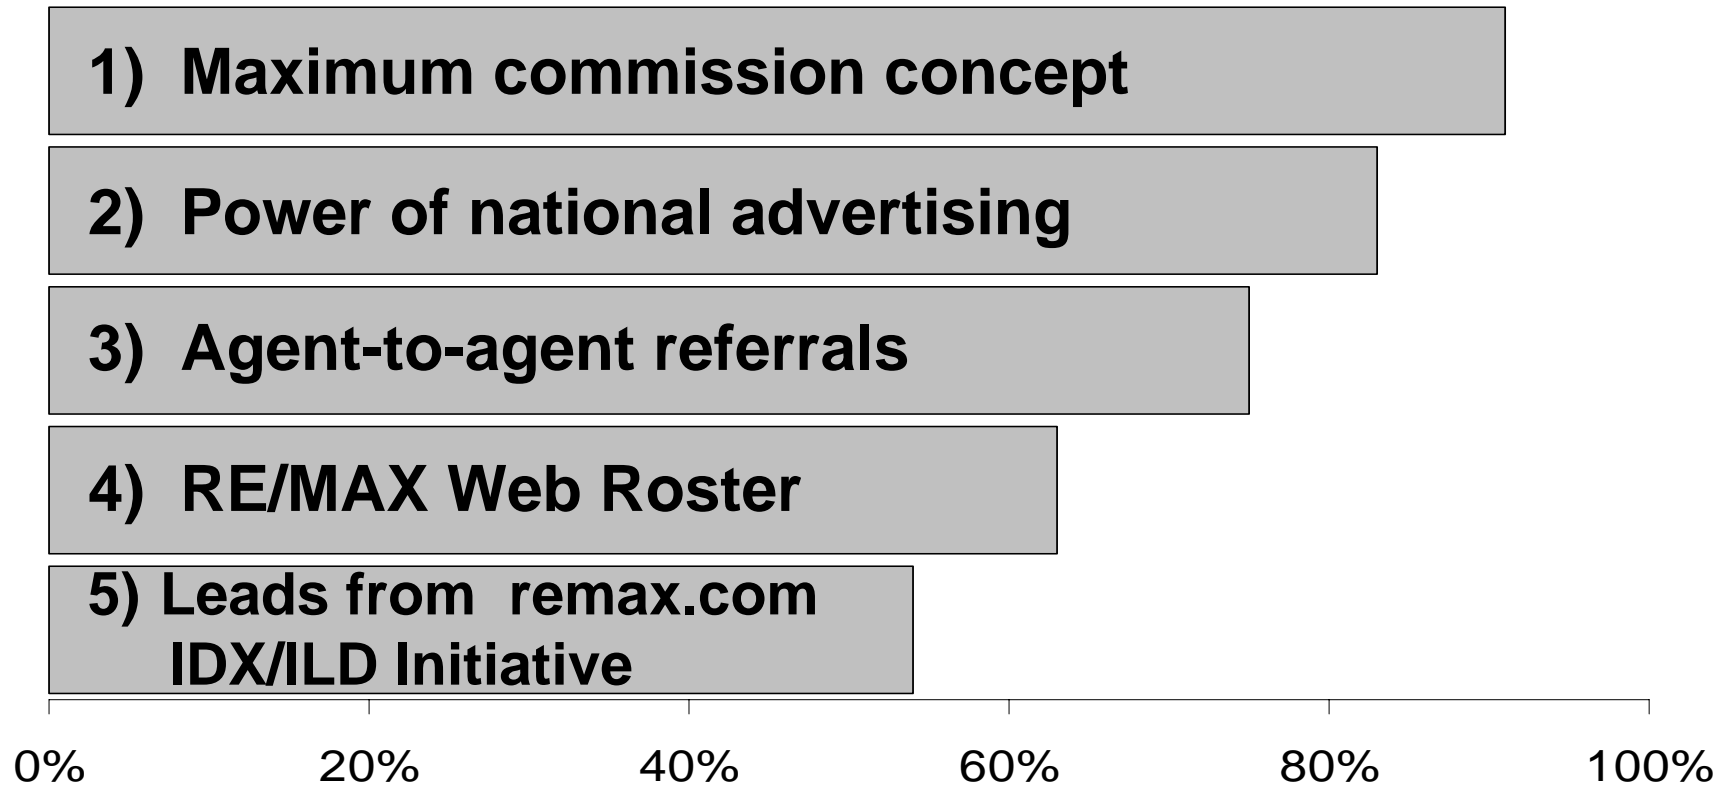 1) Maximum commission concept
2) Power of national advertising
3) Agent-to-agent referrals
4) RE/MAX Web Roster
5) Leads from remax.com
IDX/ILD Initiative
0% 20% 40% 60% 80% 100%